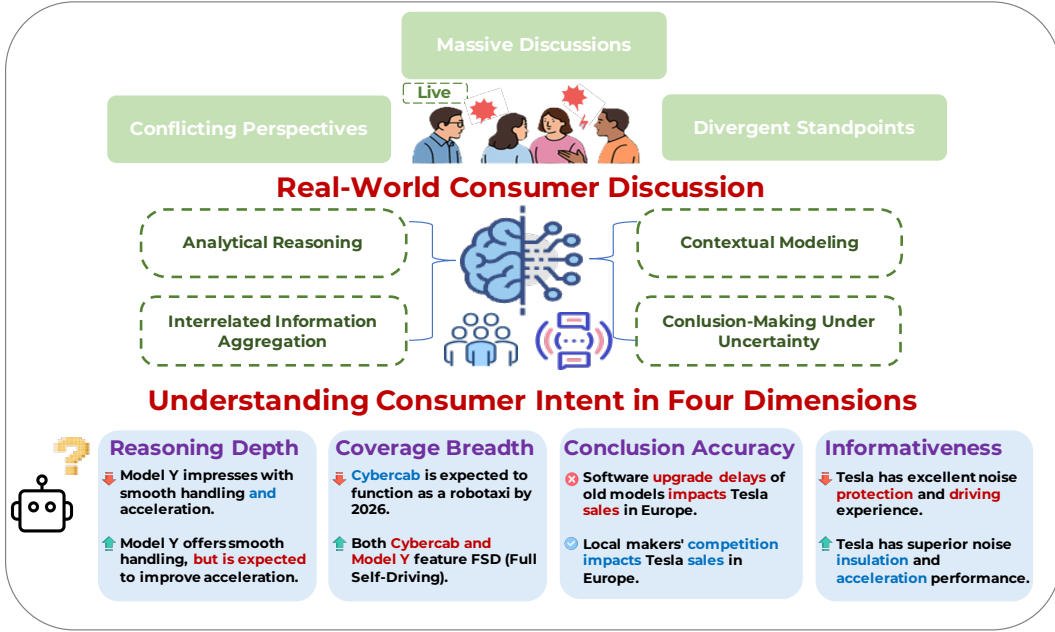 Massive Discussions
Live
Conflicting Perspectives
Divergent Standpoints
Real-World Consumer Discussion
Analytical Reasoning
Contextual Modeling
Interrelated Information
Aggregation
Conlusion-Making Under
Uncertainty
Understanding Consumer Intent in Four Dimensions
Reasoning Depth
Model Y impresses with
smooth handling and
acceleration.
Model Y offers smooth
handling, but is expected
to improve acceleration.
Coverage Breadth
Cybercab is expected to
function as a robotaxi by
2026.
Both Cybercab and
Model Y feature FSD (Full
Self-Driving).
Conclusion Accuracy
Software upgrade delays of
old models impacts Tesla
sales in Europe.
Local makers' competition
impacts Tesla sales in
Europe.
Informativeness
Tesla has excellent noise
protection and driving
experience.
Tesla has superior noise
insulation and
acceleration performance.